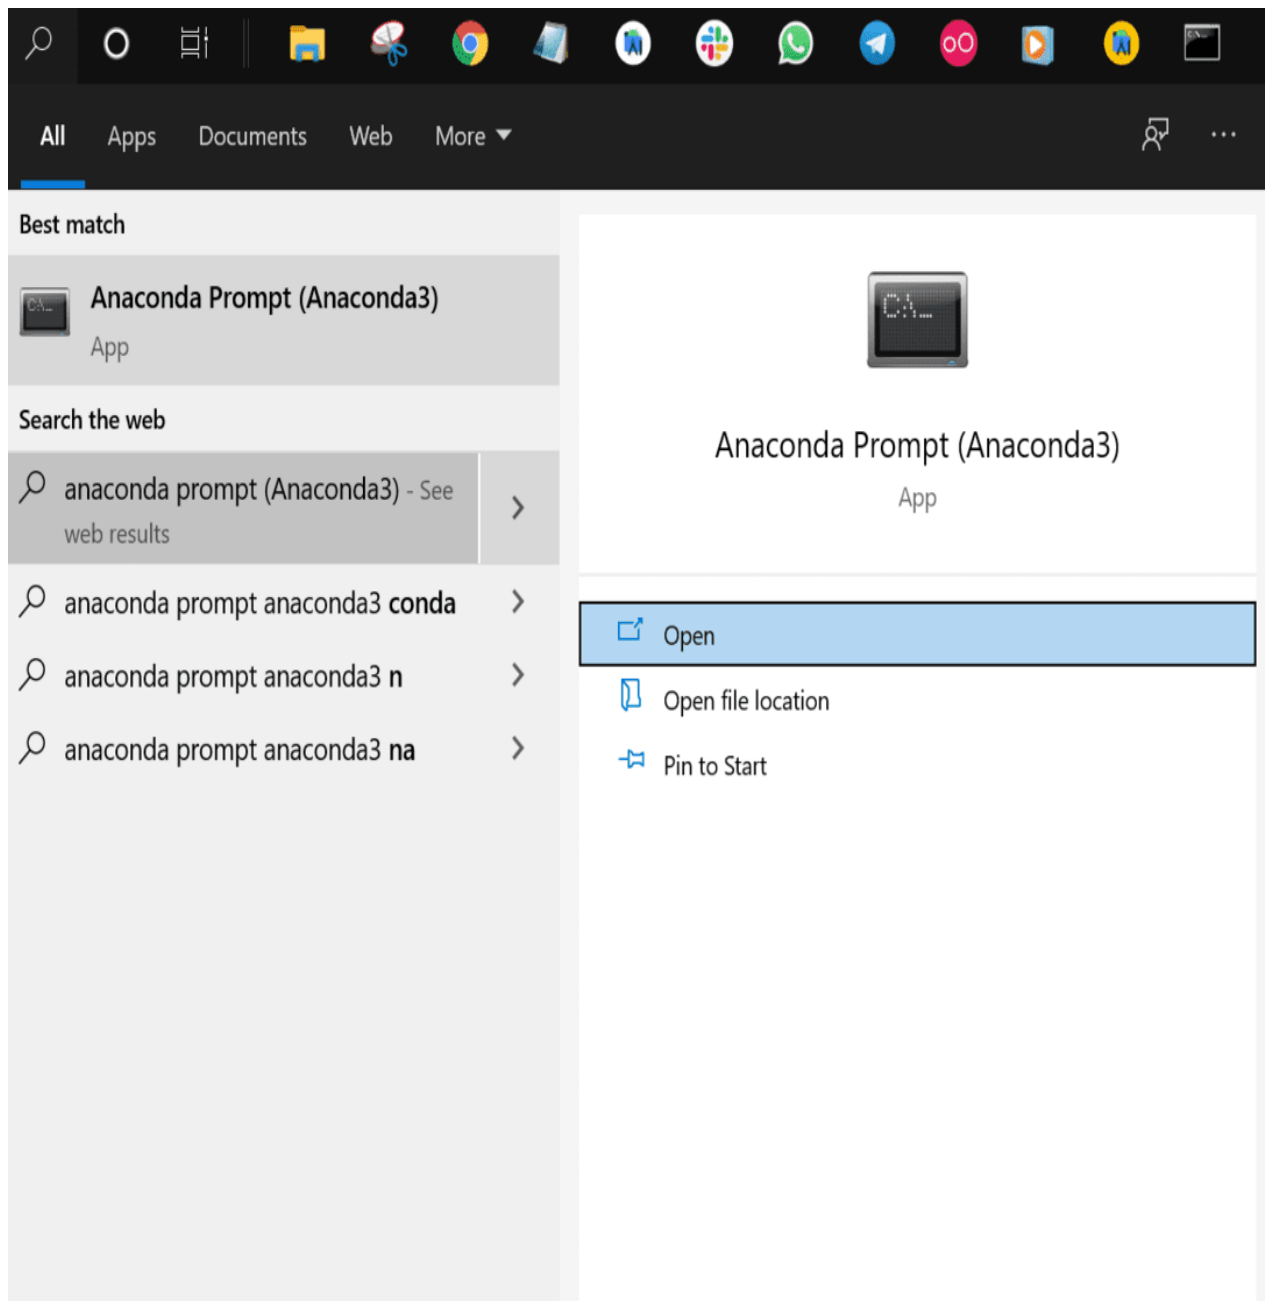 All Apps Documents Web More
Best match
Anaconda Prompt (Anaconda3)
App
Search the web
anaconda prompt (Anaconda3) - See
web results
anaconda prompt anaconda3 conda
anaconda prompt anaconda3 n
anaconda prompt anaconda3 na
C:\_
Anaconda Prompt (Anaconda3)
App
Open
Open file location
Pin to Start